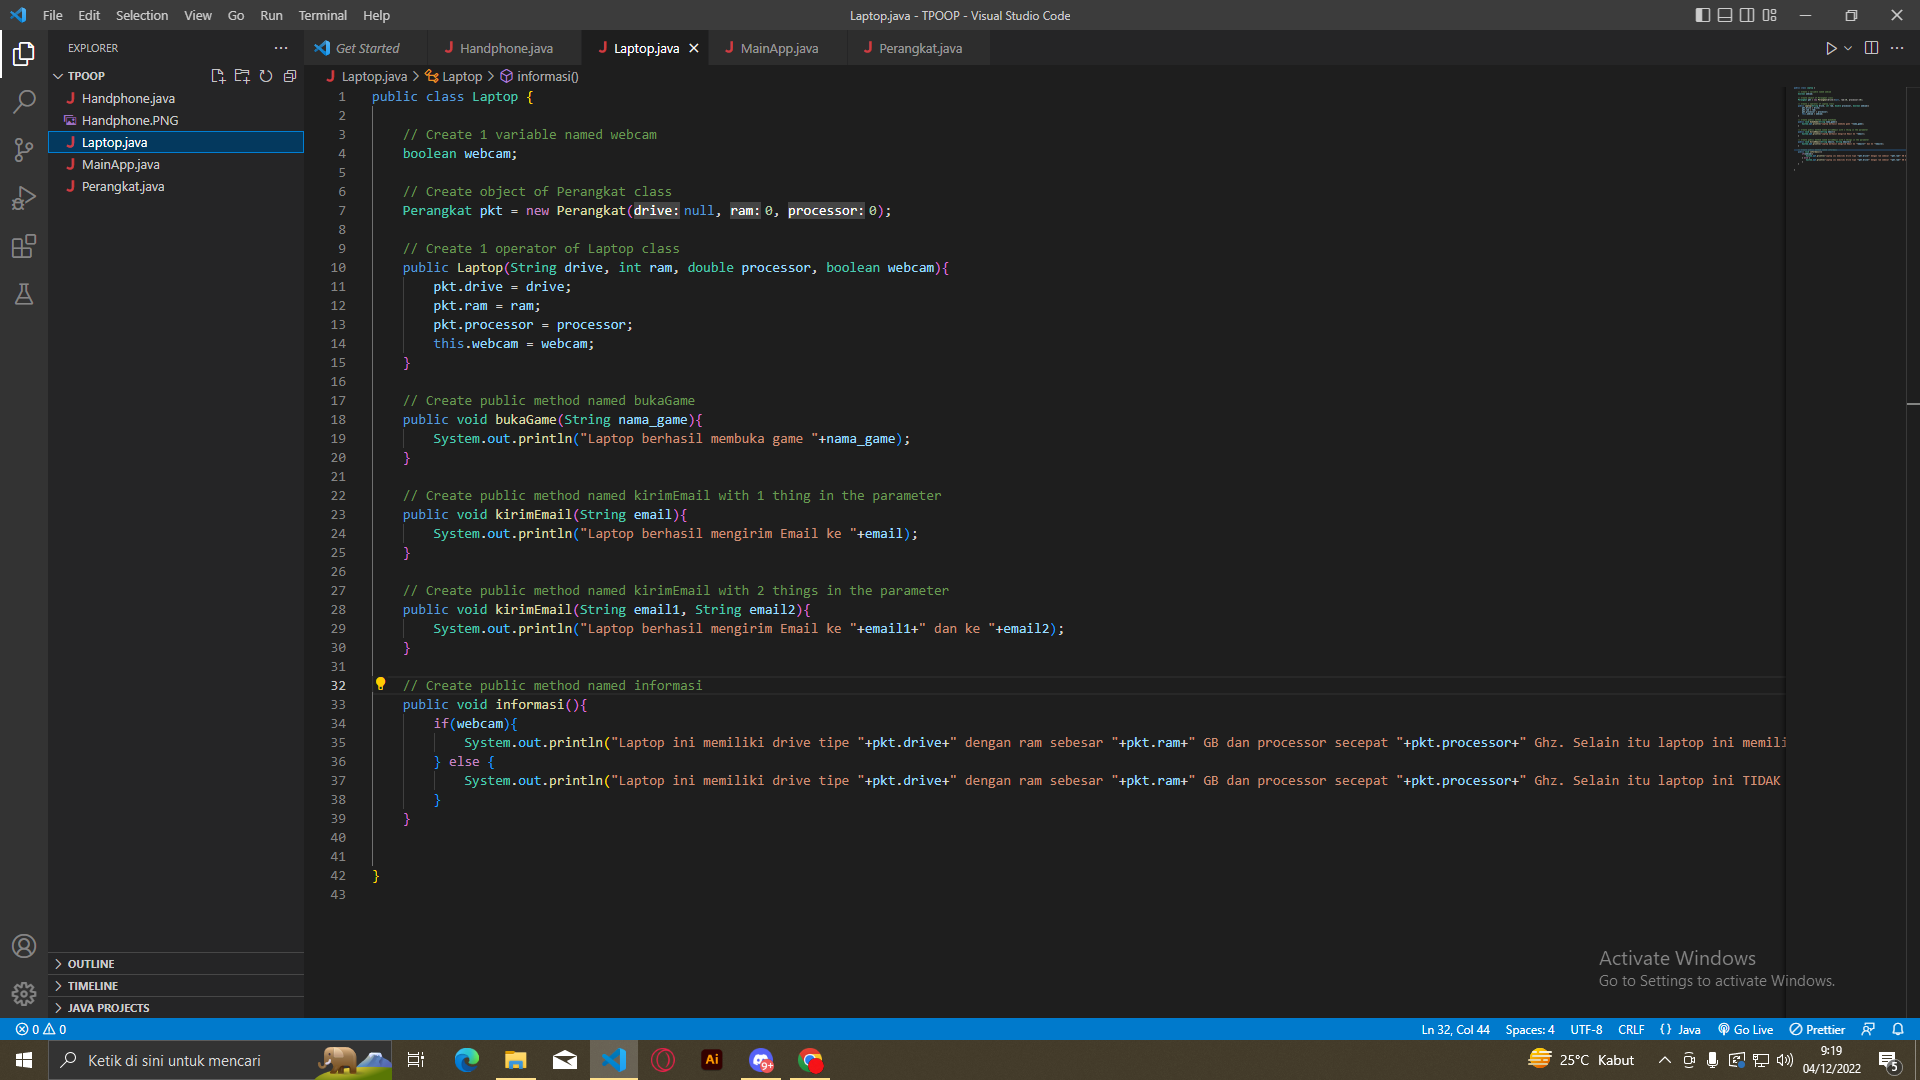 File Edit Selection View Go Run Terminal Help
Laptop.java - TPOOP - Visual Studio Code
EXPLORER
TPOOP
Handphone.java
Handphone.PNG
Laptop.java
MainApp.java
Perangkat.java
OUTLINE
TIMELINE
JAVA PROJECTS
Get Started Handphone.java Laptop.java MainApp.java Perangkat.java
Laptop.java > Laptop > informasi()
1 public class Laptop {
2
3 // Create 1 variable named webcam
4 boolean webcam;
5
6 // Create object of Perangkat class
7 Perangkat pkt = new Perangkat(drive: null, ram: 0, processor: 0);
8
9 // Create 1 operator of Laptop class
10 public Laptop(String drive, int ram, double processor, boolean webcam){
11 pkt.drive = drive;
12 pkt.ram = ram;
13 pkt.processor = processor;
14 this.webcam = webcam;
15 }
16
17 // Create public method named bukaGame
18 public void bukaGame(String nama_game){
19 System.out.println("Laptop berhasil membuka game "+nama_game);
20 }
21
22 // Create public method named kirimEmail with 1 thing in the parameter
23 public void kirimEmail(String email){
24 System.out.println("Laptop berhasil mengirim Email ke "+email);
25 }
26
27 // Create public method named kirimEmail with 2 things in the parameter
28 public void kirimEmail(String email1, String email2){
29 System.out.println("Laptop berhasil mengirim Email ke "+email1+" dan ke "+email2);
30 }
31
32 // Create public method named informasi
33 public void informasi(){
34 if(webcam){
35 System.out.println("Laptop ini memiliki drive tipe "+pkt.drive+" dengan ram sebesar "+pkt.ram+" GB dan processor secepat "+pkt.processor+" Ghz. Selain itu laptop ini memili
36 } else {
37 System.out.println("Laptop ini memiliki drive tipe "+pkt.drive+" dengan ram sebesar "+pkt.ram+" GB dan processor secepat "+pkt.processor+" Ghz. Selain itu laptop ini TIDAK
38 }
39 }
40
41
42 }
43
Activate Windows
Go to Settings to activate Windows.
0 0
Ln 32, Col 44 Spaces: 4 UTF-8 CRLF {} Java Go Live Prettier
Ketik di sini untuk mencari
Ai
9+
25°C Kabut
9:19
04/12/2022
5